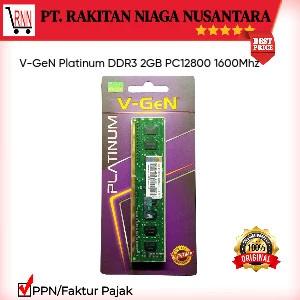 RNN
PT. RAKITAN NIAGA NUSANTARA
BEST PRICE
V-GeN Platinum DDR3 2GB PC12800 1600Mhz
V-GeN
PLATINUM
ORIGINAL
PPN/Faktur Pajak